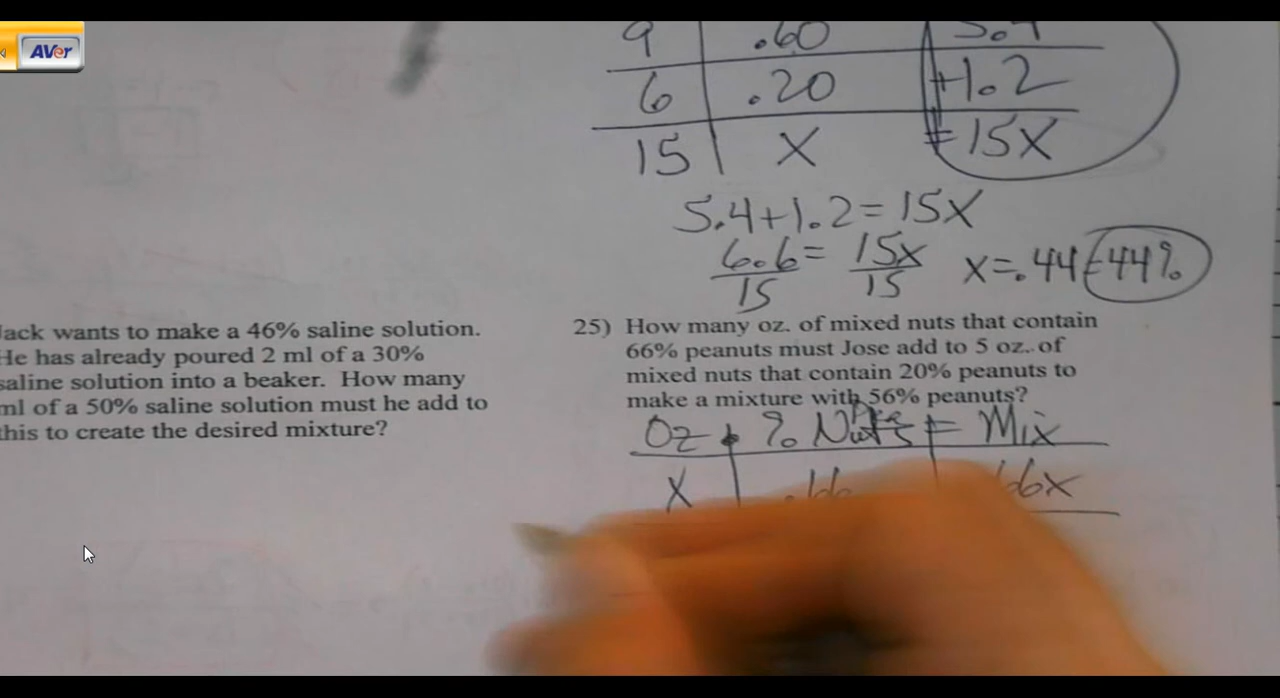 AVer
9 .60 5.4
6 .20 +1.2
15 X =15X
5.4+1.2=15X
6.6= 15X X=.44=44%
15 15
Jack wants to make a 46% saline solution.
He has already poured 2 ml of a 30%
saline solution into a beaker. How many
ml of a 50% saline solution must he add to
this to create the desired mixture?
25) How many oz. of mixed nuts that contain
66% peanuts must Jose add to 5 oz. of
mixed nuts that contain 20% peanuts to
make a mixture with 56% peanuts?
Oz • % Nuts = Mix
X .66 .66x